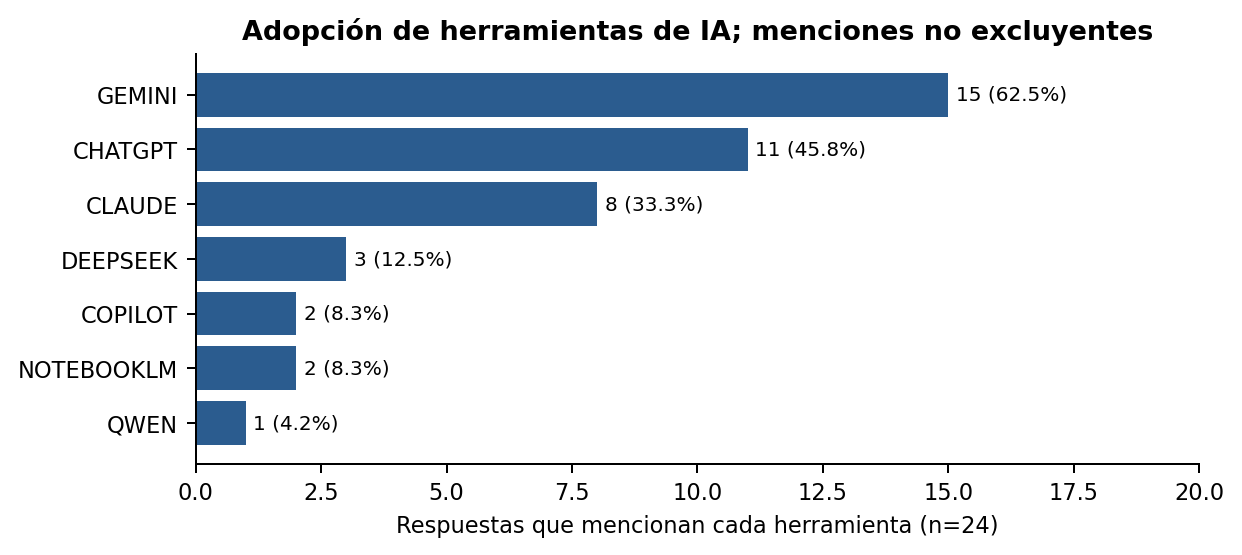 Adopción de herramientas de IA; menciones no excluyentes
GEMINI 15 (62.5%)
CHATGPT 11 (45.8%)
CLAUDE 8 (33.3%)
DEEPSEEK 3 (12.5%)
COPILOT 2 (8.3%)
NOTEBOOKLM 2 (8.3%)
QWEN 1 (4.2%)
0.0 2.5 5.0 7.5 10.0 12.5 15.0 17.5 20.0
Respuestas que mencionan cada herramienta (n=24)